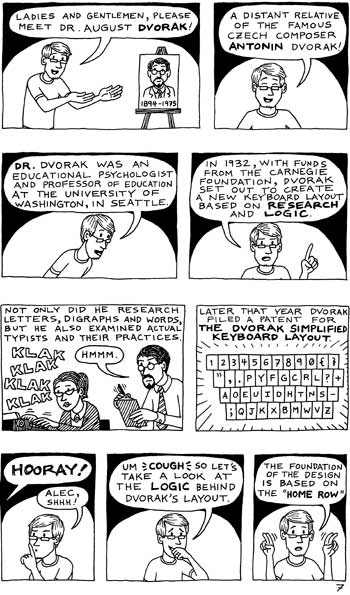 LADIES AND GENTLEMEN, PLEASE
MEET DR. AUGUST DVORAK!
1894-1975
A DISTANT RELATIVE
OF THE FAMOUS
CZECH COMPOSER
ANTONIN DVORAK!
DR. DVORAK WAS AN
EDUCATIONAL PSYCHOLOGIST
AND PROFESSOR OF EDUCATION
AT THE UNIVERSITY OF
WASHINGTON, IN SEATTLE.
IN 1932, WITH FUNDS
FROM THE CARNEGIE
FOUNDATION, DVORAK
SET OUT TO CREATE
A NEW KEYBOARD LAYOUT
BASED ON RESEARCH
AND LOGIC.
NOT ONLY DID HE RESEARCH
LETTERS, DIGRAPHS AND WORDS,
BUT HE ALSO EXAMINED ACTUAL
TYPISTS AND THEIR PRACTICES.
KLAK
KLAK
KLAK
KLAK
HMMM.
LATER THAT YEAR DVORAK
FILED A PATENT FOR
THE DVORAK SIMPLIFIED
KEYBOARD LAYOUT.
1 2 3 4 5 6 7 8 9 0 { }
" , . P Y F G C R L ? +
A O E U I D H T N S -
; Q J K X B M W V Z
HOORAY!
ALEC,
SHHH!
UM COUGH SO LET'S
TAKE A LOOK AT
THE LOGIC BEHIND
DVORAK'S LAYOUT.
THE FOUNDATION
OF THE DESIGN
IS BASED ON
THE "HOME ROW"
7